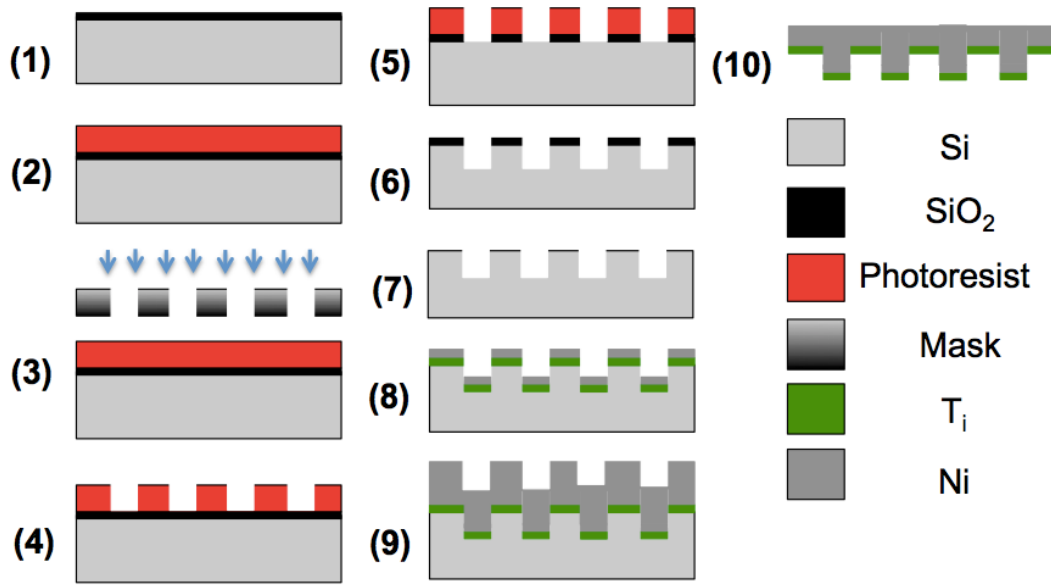 (1)
(2)
(3)
(4)
(5)
(6)
(7)
(8)
(9)
(10)
Si
SiO₂
Photoresist
Mask
Tᵢ
Ni